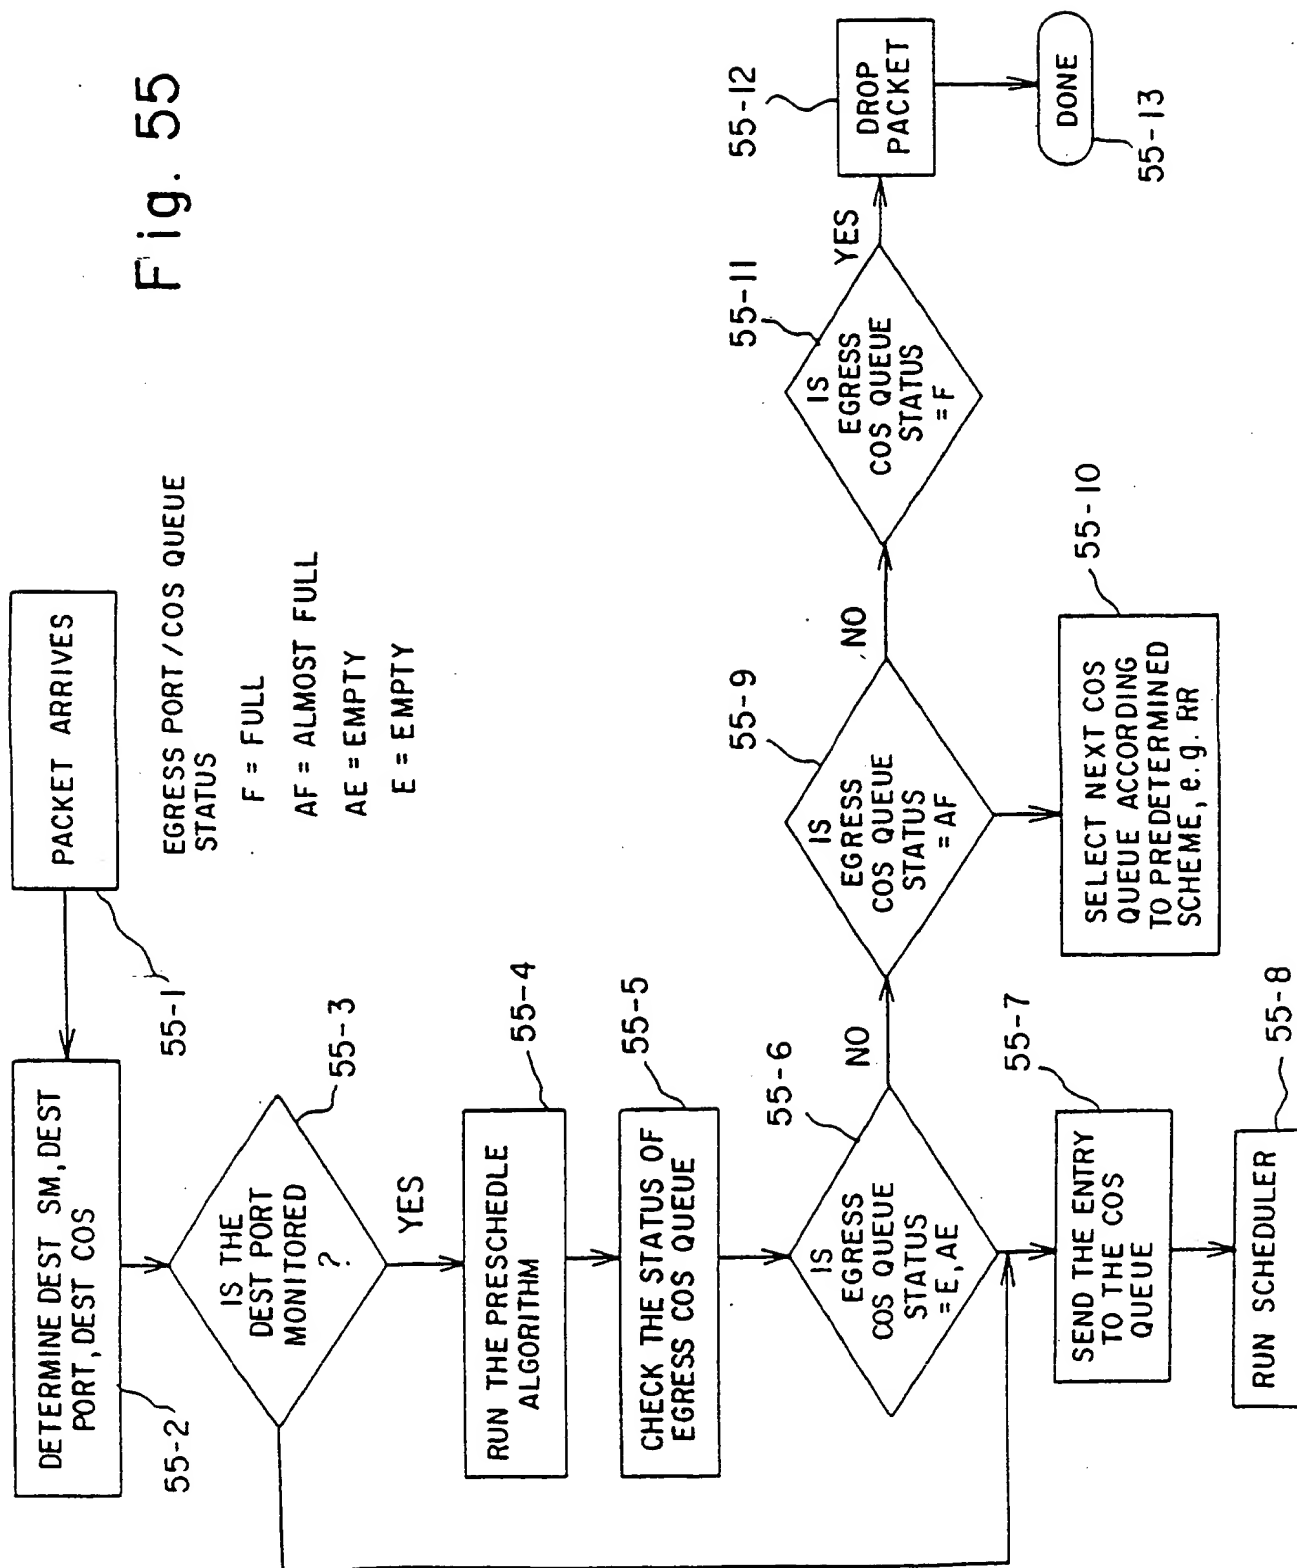 Fig. 55
PACKET ARRIVES
55-1
EGRESS PORT/COS QUEUE
STATUS
F = FULL
AF = ALMOST FULL
AE = EMPTY
E = EMPTY
DETERMINE DEST SM, DEST
PORT, DEST COS
55-2
IS THE
DEST PORT
MONITORED
?
55-3
YES
RUN THE PRESCHEDLE
ALGORITHM
55-4
CHECK THE STATUS OF
EGRESS COS QUEUE
55-5
IS
EGRESS
COS QUEUE
STATUS
= E, AE
55-6
NO
SEND THE ENTRY
TO THE COS
QUEUE
55-7
RUN SCHEDULER
55-8
IS
EGRESS
COS QUEUE
STATUS
= AF
55-9
NO
SELECT NEXT COS
QUEUE ACCORDING
TO PREDETERMINED
SCHEME, e.g. RR
55-10
IS
EGRESS
COS QUEUE
STATUS
= F
55-11
YES
DROP
PACKET
55-12
DONE
55-13